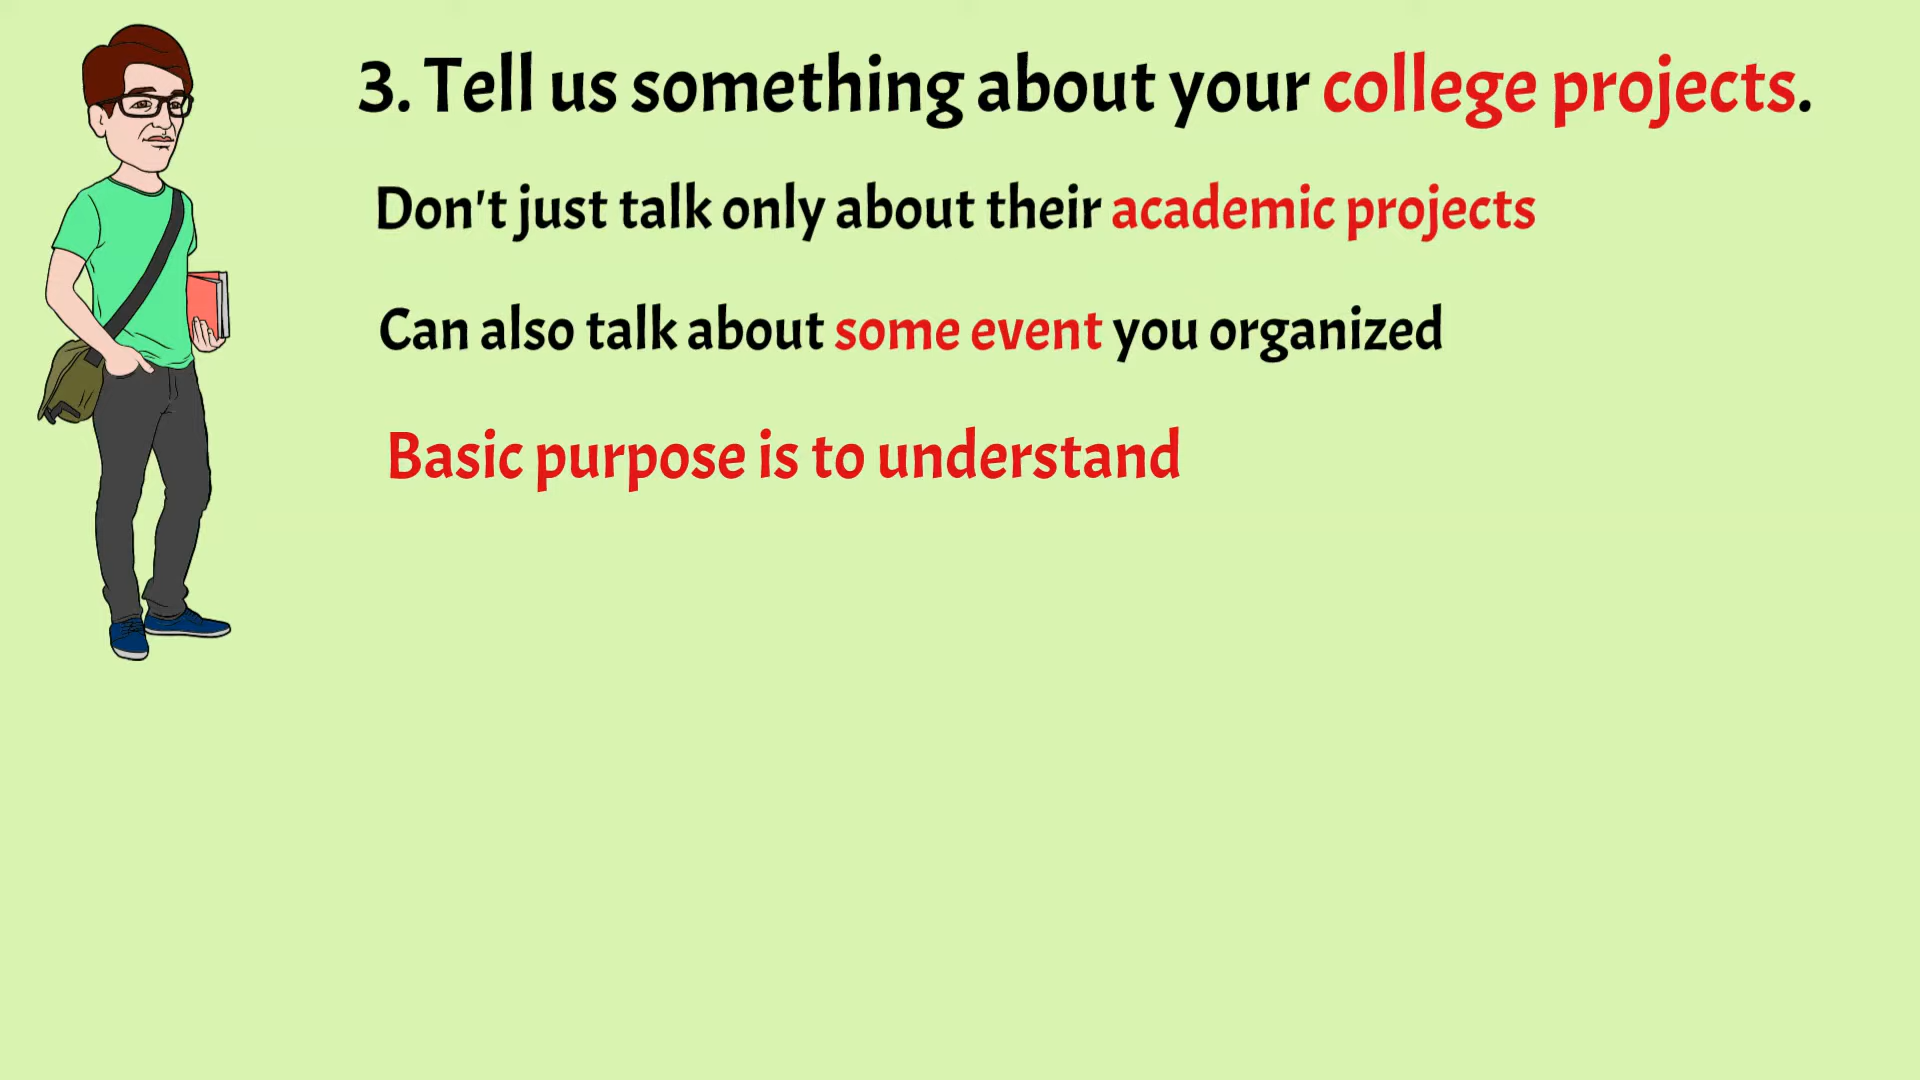 3. Tell us something about your college projects.
Don't just talk only about their academic projects
Can also talk about some event you organized
Basic purpose is to understand